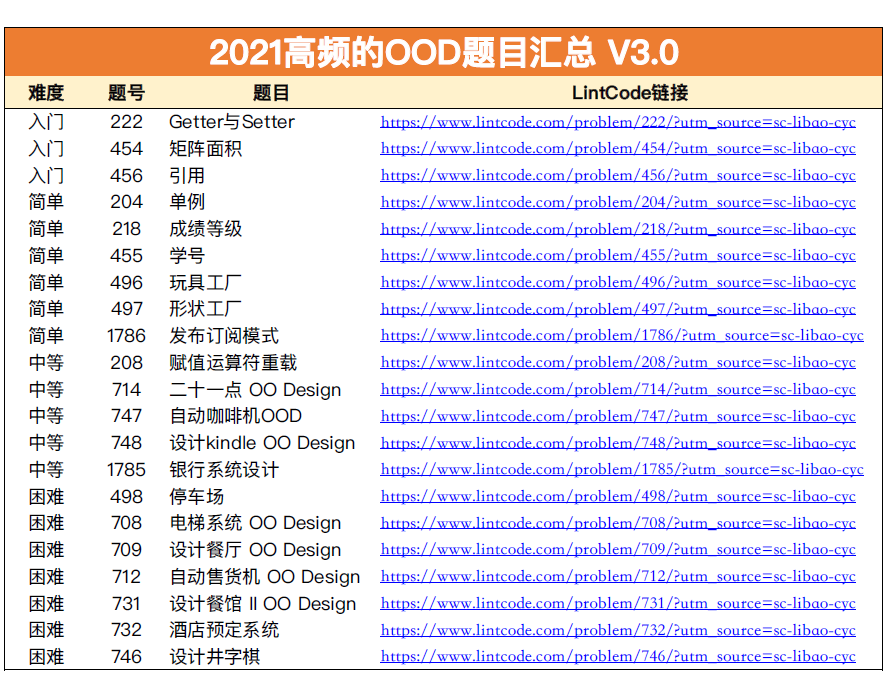 2021高频的OOD题目汇总 V3.0
难度 题号 题目 LintCode链接
入门 222 Getter与Setter https://www.lintcode.com/problem/222/?utm_source=sc-libao-cyc
入门 454 矩阵面积 https://www.lintcode.com/problem/454/?utm_source=sc-libao-cyc
入门 456 引用 https://www.lintcode.com/problem/456/?utm_source=sc-libao-cyc
简单 204 单例 https://www.lintcode.com/problem/204/?utm_source=sc-libao-cyc
简单 218 成绩等级 https://www.lintcode.com/problem/218/?utm_source=sc-libao-cyc
简单 455 学号 https://www.lintcode.com/problem/455/?utm_source=sc-libao-cyc
简单 496 玩具工厂 https://www.lintcode.com/problem/496/?utm_source=sc-libao-cyc
简单 497 形状工厂 https://www.lintcode.com/problem/497/?utm_source=sc-libao-cyc
简单 1786 发布订阅模式 https://www.lintcode.com/problem/1786/?utm_source=sc-libao-cyc
中等 208 赋值运算符重载 https://www.lintcode.com/problem/208/?utm_source=sc-libao-cyc
中等 714 二十一点 OO Design https://www.lintcode.com/problem/714/?utm_source=sc-libao-cyc
中等 747 自动咖啡机OOD https://www.lintcode.com/problem/747/?utm_source=sc-libao-cyc
中等 748 设计kindle OO Design https://www.lintcode.com/problem/748/?utm_source=sc-libao-cyc
中等 1785 银行系统设计 https://www.lintcode.com/problem/1785/?utm_source=sc-libao-cyc
困难 498 停车场 https://www.lintcode.com/problem/498/?utm_source=sc-libao-cyc
困难 708 电梯系统 OO Design https://www.lintcode.com/problem/708/?utm_source=sc-libao-cyc
困难 709 设计餐厅 OO Design https://www.lintcode.com/problem/709/?utm_source=sc-libao-cyc
困难 712 自动售货机 OO Design https://www.lintcode.com/problem/712/?utm_source=sc-libao-cyc
困难 731 设计餐馆 II OO Design https://www.lintcode.com/problem/731/?utm_source=sc-libao-cyc
困难 732 酒店预定系统 https://www.lintcode.com/problem/732/?utm_source=sc-libao-cyc
困难 746 设计井字棋 https://www.lintcode.com/problem/746/?utm_source=sc-libao-cyc